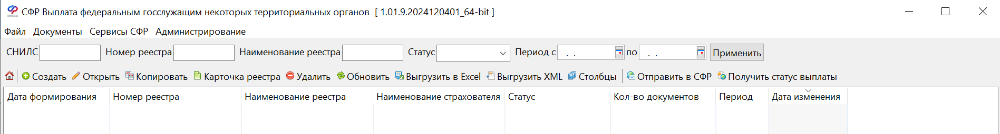 СФР Выплата федеральным госслужащим некоторых территориальных органов [ 1.01.9.2024120401_64-bit ]
Файл Документы Сервисы СФР Администрирование
СНИЛС Номер реестра Наименование реестра Статус Период с . . по . . Применить
Создать Открыть Копировать Карточка реестра Удалить Обновить Выгрузить в Excel Выгрузить XML Столбцы Отправить в СФР Получить статус выплаты
Дата формирования Номер реестра Наименование реестра Наименование страхователя Статус Кол-во документов Период Дата изменения